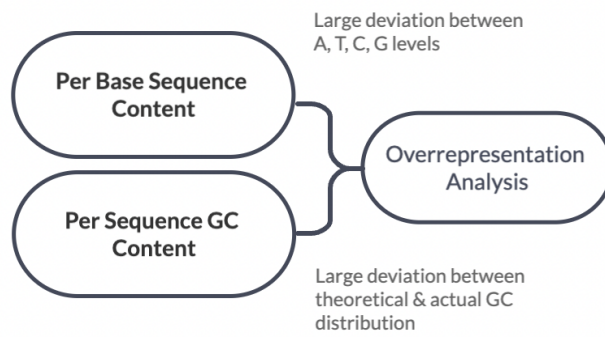 Large deviation between
A, T, C, G levels
Per Base Sequence
Content
Overrepresentation
Analysis
Per Sequence GC
Content
Large deviation between
theoretical & actual GC
distribution